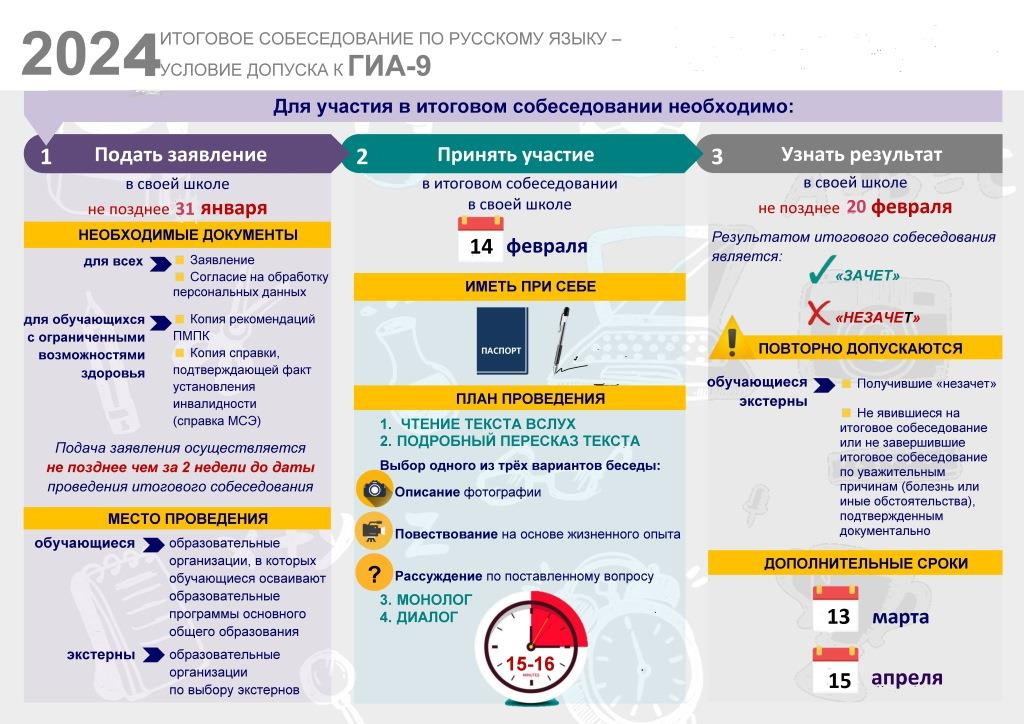 2024
ИТОГОВОЕ СОБЕСЕДОВАНИЕ ПО РУССКОМУ ЯЗЫКУ –
УСЛОВИЕ ДОПУСКА К ГИА-9
Для участия в итоговом собеседовании необходимо:
1 Подать заявление
в своей школе
не позднее 31 января
НЕОБХОДИМЫЕ ДОКУМЕНТЫ
для всех
Заявление
Согласие на обработку
персональных данных
для обучающихся
с ограниченными
возможностями
здоровья
Копия рекомендаций
ПМПК
Копия справки,
подтверждающей факт
установления
инвалидности
(справка МСЭ)
Подача заявления осуществляется
не позднее чем за 2 недели до даты
проведения итогового собеседования
МЕСТО ПРОВЕДЕНИЯ
обучающиеся
образовательные
организации, в которых
обучающиеся осваивают
образовательные
программы основного
общего образования
экстерны
образовательные
организации
по выбору экстернов
2 Принять участие
в итоговом собеседовании
в своей школе
14 февраля
ИМЕТЬ ПРИ СЕБЕ
ПАСПОРТ
ПЛАН ПРОВЕДЕНИЯ
1. ЧТЕНИЕ ТЕКСТА ВСЛУХ
2. ПОДРОБНЫЙ ПЕРЕСКАЗ ТЕКСТА
Выбор одного из трёх вариантов беседы:
Описание фотографии
Повествование на основе жизненного опыта
? Рассуждение по поставленному вопросу
3. МОНОЛОГ
4. ДИАЛОГ
15-16
MINUTES
3 Узнать результат
в своей школе
не позднее 20 февраля
Результатом итогового собеседования
является:
«ЗАЧЕТ»
«НЕЗАЧЕТ»
! ПОВТОРНО ДОПУСКАЮТСЯ
обучающиеся
экстерны
Получившие «незачет»
Не явившиеся на
итоговое собеседование
или не завершившие
итоговое собеседование
по уважительным
причинам (болезнь или
иные обстоятельства),
подтвержденным
документально
ДОПОЛНИТЕЛЬНЫЕ СРОКИ
13 марта
15 апреля